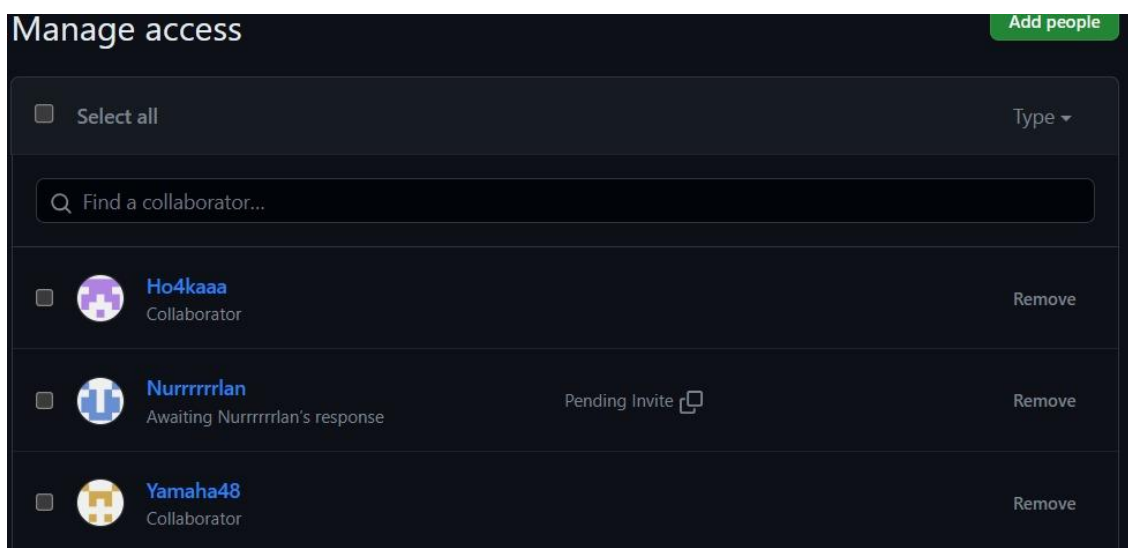 Manage access
Add people
Select all
Type
Find a collaborator...
Ho4kaaa
Collaborator
Remove
Nurrrrrrlan
Awaiting Nurrrrrrlan's response
Pending Invite
Remove
Yamaha48
Collaborator
Remove